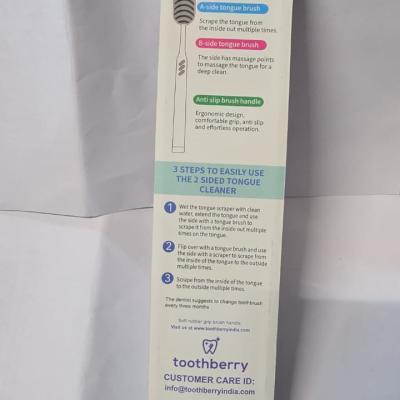 A-side tongue brush
Scrape the tongue from
the inside out multiple times.
B-side tongue brush
The side has massage points
to massage the tongue for a
deep clean.
Anti slip brush handle
Ergonomic design,
comfortable grip, anti slip
and effortless operation.
3 STEPS TO EASILY USE
THE 2 SIDED TONGUE
CLEANER
1 Wet the tongue scraper with clean
water, extend the tongue and use
the side with a tongue brush to
scrape it from the inside out multiple
times on the tongue.
2 Flip over with a tongue brush and use
the side with a scraper to scrape from
the inside of the tongue to the outside
multiple times.
3 Scrape from the inside of the tongue
to the outside multiple times.
The dentist suggests to change toothbrush
every three months
Soft rubber grip brush handle.
Visit us at www.toothberryindia.com
toothberry
CUSTOMER CARE ID:
info@toothberryindia.com